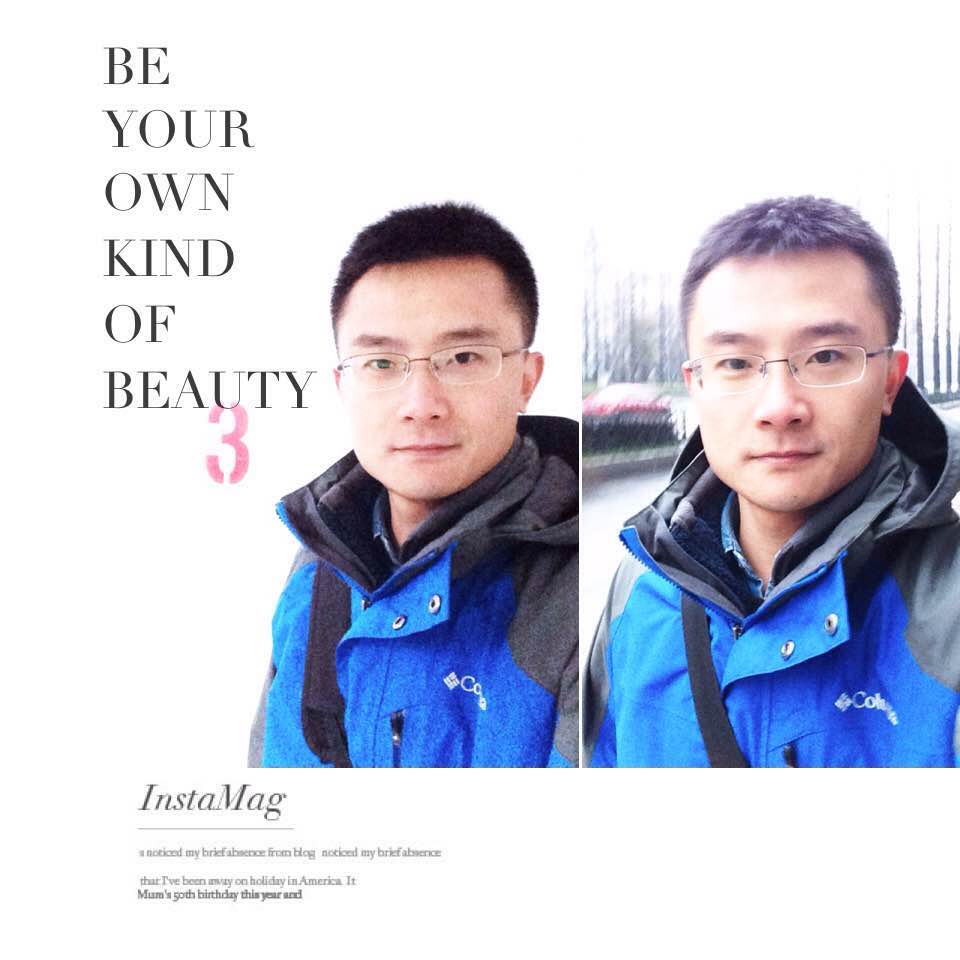 BE
YOUR
OWN
KIND
OF
BEAUTY
3
Co
Colum
InstaMag
noticed my brief absence from blog noticed my brief absence
that I've been away on holiday in America. It
Mum's 50th birthday this year and